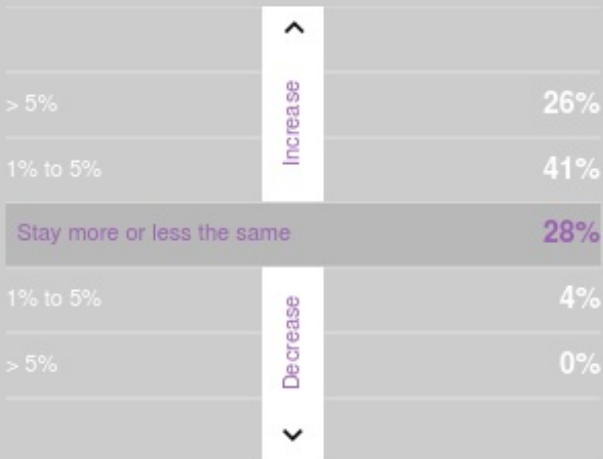 > 5% 26%
Increase
1% to 5% 41%
Stay more or less the same 28%
1% to 5% 4%
Decrease
> 5% 0%